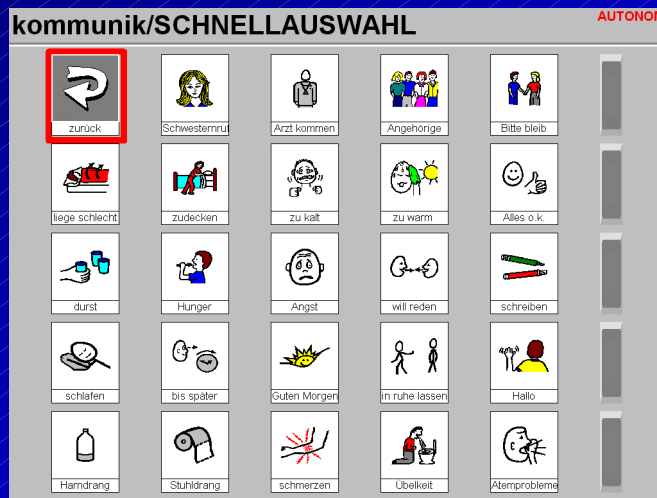 kommunik/SCHNELLAUSWAHL
zurück
Schwesternruf
Arzt kommen
Angehörige
Bitte bleib
liege schlecht
zudecken
zu kalt
zu warm
Alles o.k.
durst
Hunger
Angst
will reden
schreiben
schlafen
bis später
Guten Morgen
in ruhe lassen
Hallo
Harndrang
Stuhldrang
schmerzen
Übelkeit
Atemprobleme